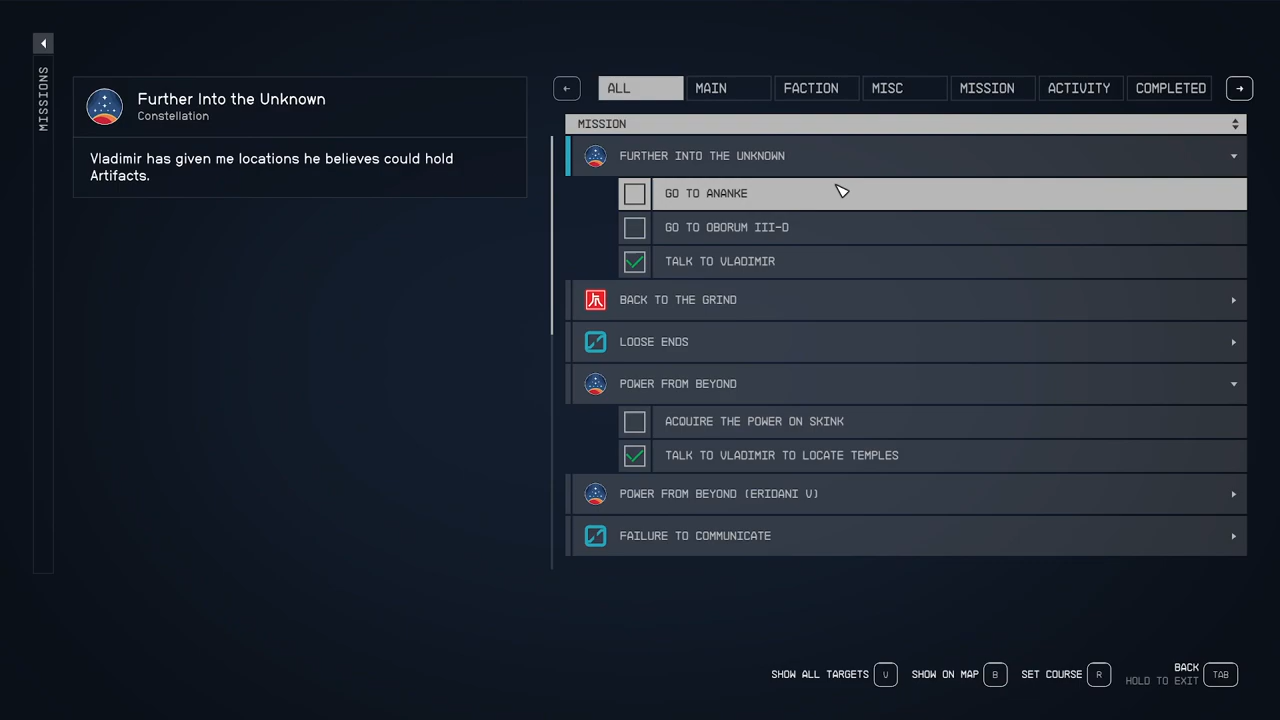 MISSIONS
Further Into the Unknown
Constellation
Vladimir has given me locations he believes could hold
Artifacts.
ALL
MAIN
FACTION
MISC
MISSION
ACTIVITY
COMPLETED
MISSION
FURTHER INTO THE UNKNOWN
GO TO ANANKE
GO TO OBORUM III-D
TALK TO VLADIMIR
BACK TO THE GRIND
LOOSE ENDS
POWER FROM BEYOND
ACQUIRE THE POWER ON SKINK
TALK TO VLADIMIR TO LOCATE TEMPLES
POWER FROM BEYOND (ERIDANI V)
FAILURE TO COMMUNICATE
SHOW ALL TARGETS V
SHOW ON MAP B
SET COURSE R
BACK
HOLD TO EXIT
TAB